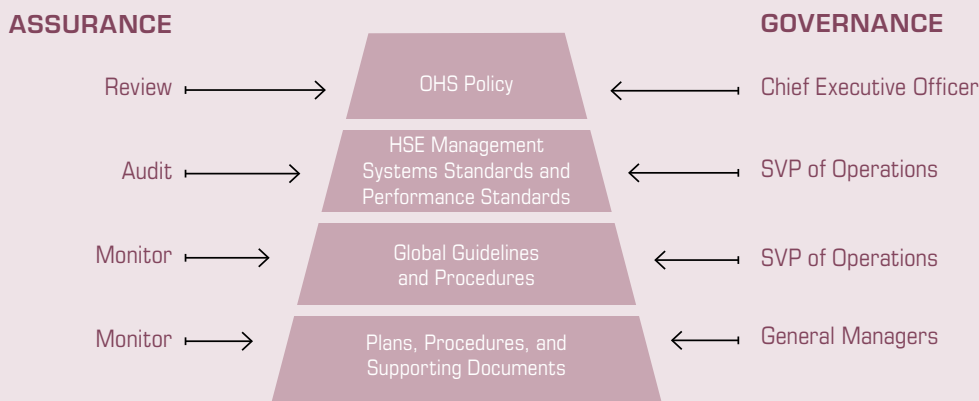 ASSURANCE
GOVERNANCE
Review
OHS Policy
Chief Executive Officer
Audit
HSE Management
Systems Standards and
Performance Standards
SVP of Operations
Monitor
Global Guidelines
and Procedures
SVP of Operations
Monitor
Plans, Procedures, and
Supporting Documents
General Managers